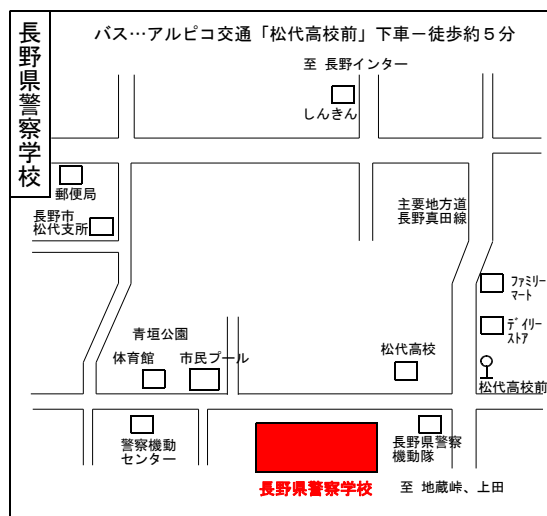 長野県警察学校
バス…アルピコ交通「松代高校前」下車－徒歩約５分
至 長野インター
しんきん
郵便局
長野市
松代支所
主要地方道
長野真田線
ﾌｧﾐﾘｰ
ﾏｰﾄ
ﾃﾞｲﾘｰ
ｽﾄｱ
青垣公園
体育館
市民プール
松代高校
松代高校前
警察機動
センター
長野県警察
機動隊
長野県警察学校
至 地蔵峠、上田